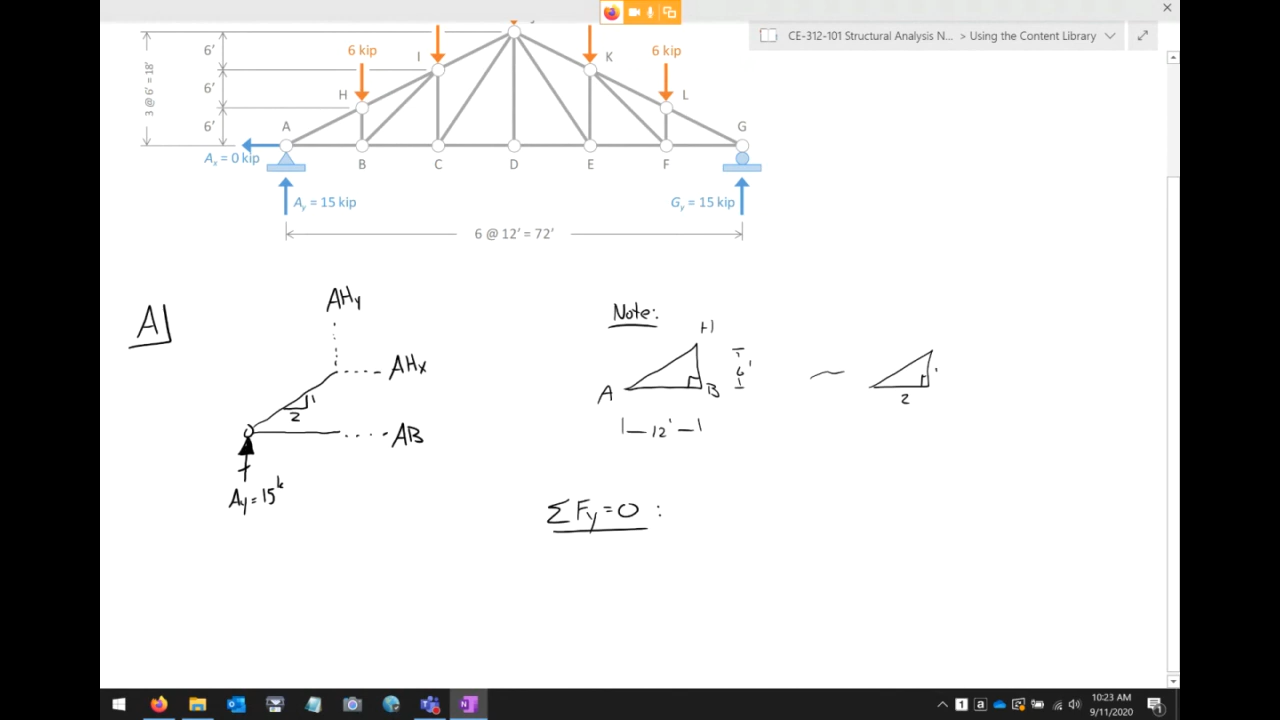 CE-312-101 Structural Analysis N... > Using the Content Library
6'
6 kip
I
K
6 kip
3 @ 6' = 18'
6'
H
L
6'
A
G
Ax = 0 kip
B
C
D
E
F
Ay = 15 kip
Gy = 15 kip
6 @ 12' = 72'
A
AHy
AHx
1
2
AB
Ay = 15k
Note:
H
6'
A
B
12'
~
2
ΣFy = 0 :
10:23 AM
9/11/2020